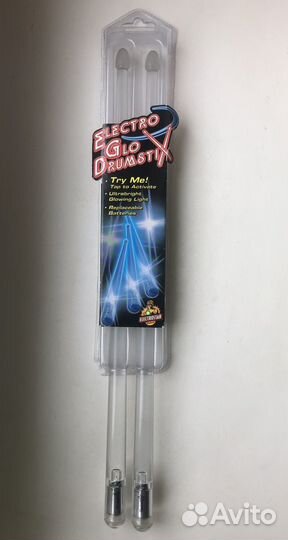 ELECTRO
GLO
DRUMSTIX
• Try Me!
Tap to Activate
• Ultrabright
Glowing Light
• Replaceable
Batteries
Avito